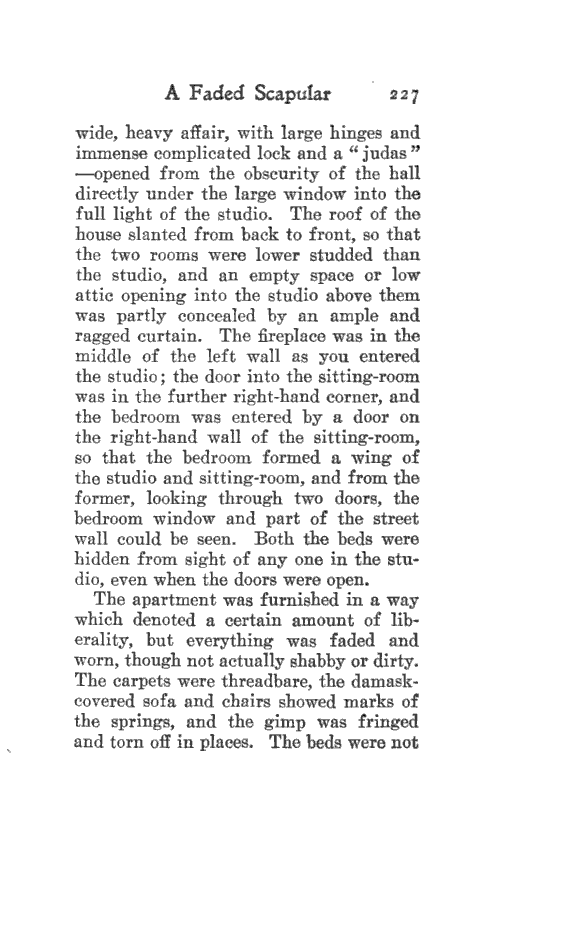 A Faded Scapular 227
wide, heavy affair, with large hinges and
immense complicated lock and a “ judas ”
—opened from the obscurity of the hall
directly under the large window into the
full light of the studio. The roof of the
house slanted from back to front, so that
the two rooms were lower studded than
the studio, and an empty space or low
attic opening into the studio above them
was partly concealed by an ample and
ragged curtain. The fireplace was in the
middle of the left wall as you entered
the studio; the door into the sitting-room
was in the further right-hand corner, and
the bedroom was entered by a door on
the right-hand wall of the sitting-room,
so that the bedroom formed a wing of
the studio and sitting-room, and from the
former, looking through two doors, the
bedroom window and part of the street
wall could be seen. Both the beds were
hidden from sight of any one in the stu-
dio, even when the doors were open.
The apartment was furnished in a way
which denoted a certain amount of lib-
erality, but everything was faded and
worn, though not actually shabby or dirty.
The carpets were threadbare, the damask-
covered sofa and chairs showed marks of
the springs, and the gimp was fringed
and torn off in places. The beds were not